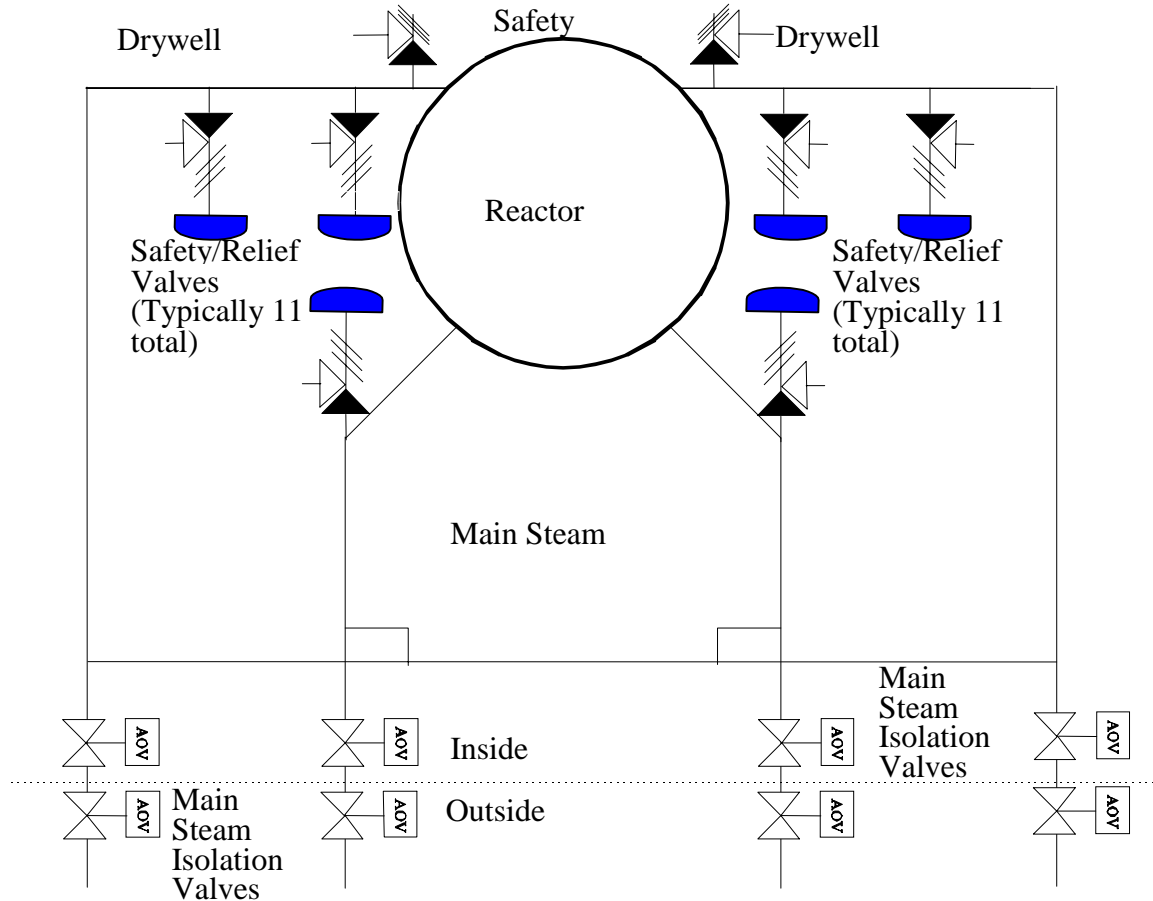 Safety
Drywell
Drywell
Reactor
Safety/Relief
Valves
(Typically 11
total)
Safety/Relief
Valves
(Typically 11
total)
Main Steam
Main
Steam
Isolation
Valves
AOV
AOV
Inside
AOV
AOV
AOV
Main
Steam
Isolation
Valves
AOV
Outside
AOV
AOV